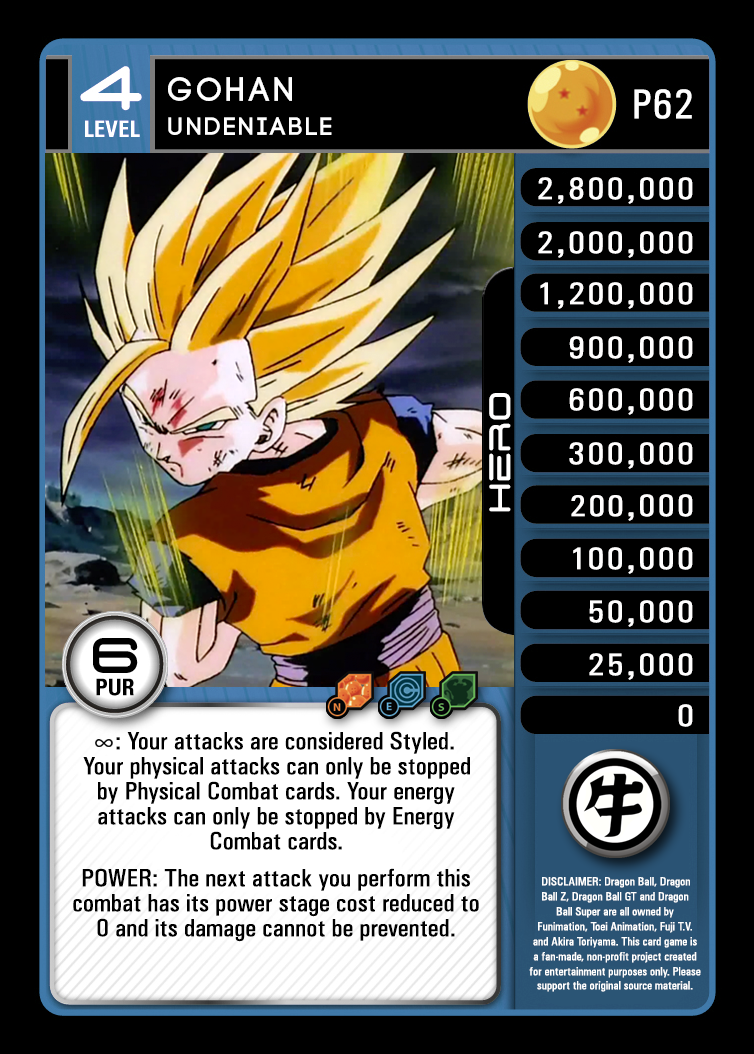 4
LEVEL
GOHAN
UNDENIABLE
P62
2,800,000
2,000,000
1,200,000
900,000
600,000
300,000
200,000
100,000
50,000
25,000
0
HERO
6
PUR
N
E
S
∞: Your attacks are considered Styled.
Your physical attacks can only be stopped
by Physical Combat cards. Your energy
attacks can only be stopped by Energy
Combat cards.
POWER: The next attack you perform this
combat has its power stage cost reduced to
0 and its damage cannot be prevented.
牛
DISCLAIMER: Dragon Ball, Dragon
Ball Z, Dragon Ball GT and Dragon
Ball Super are all owned by
Funimation, Toei Animation, Fuji T.V.
and Akira Toriyama. This card game is
a fan-made, non-profit project created
for entertainment purposes only. Please
support the original source material.